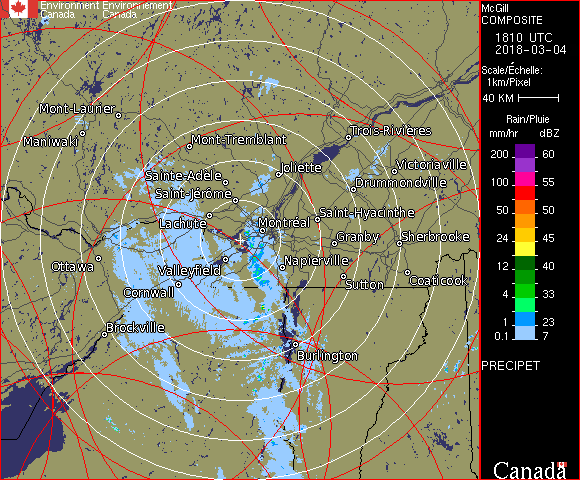 Environment Environnement
Canada Canada
McGill
COMPOSITE
1810 UTC
2018-03-04
Scale/Échelle:
1km/Pixel
40 KM
Rain/Pluie
mm/hr dBZ
200 60
100 55
50 50
24 45
12 40
4 33
1 23
0.1 7
PRECIPET
Canada
Mont-Laurier
Maniwaki
Mont-Tremblant
Trois-Rivières
Victoriaville
Joliette
Sainte-Adèle
Drummondville
Saint-Jérôme
Saint-Hyacinthe
Lachute
Montréal
Granby
Sherbrooke
Ottawa
Valleyfield
Napierville
Cornwall
Sutton
Coaticook
Brockville
Burlington